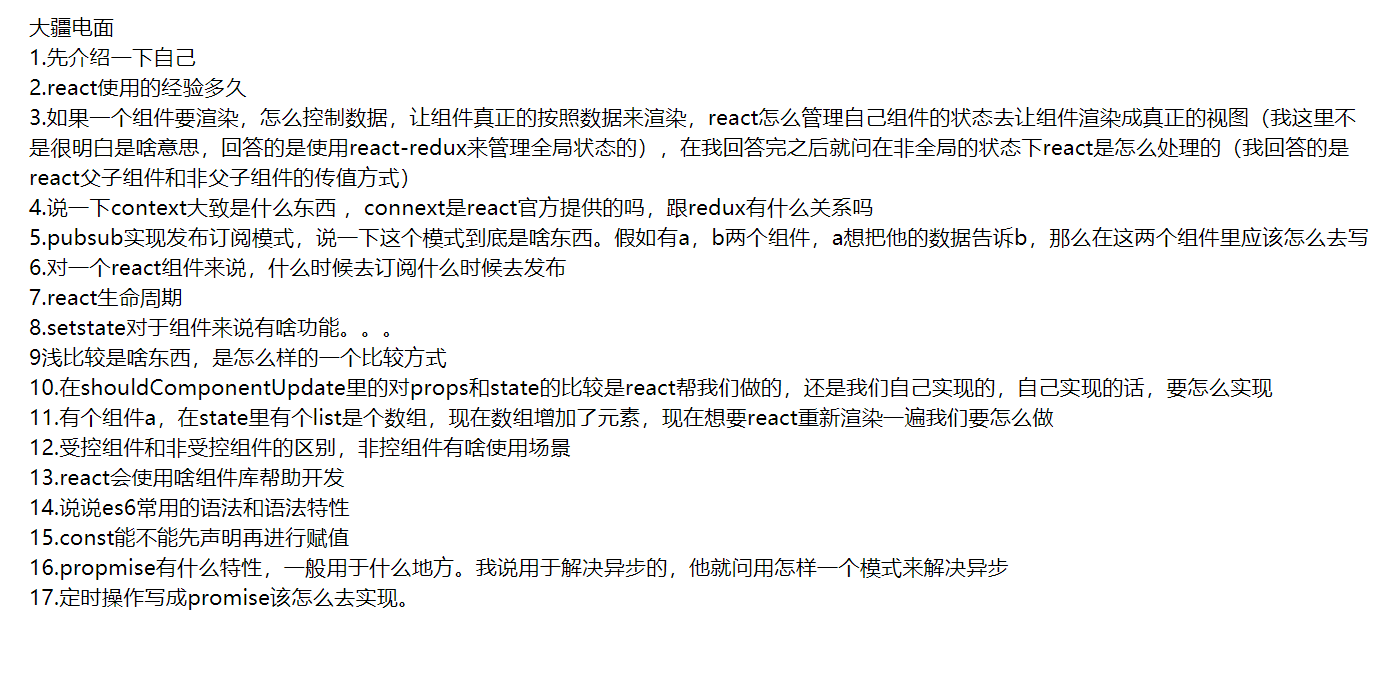 大疆电面
1.先介绍一下自己
2.react使用的经验多久
3.如果一个组件要渲染，怎么控制数据，让组件真正的按照数据来渲染，react怎么管理自己组件的状态去让组件渲染成真正的视图（我这里不
是很明白是啥意思，回答的是使用react-redux来管理全局状态的），在我回答完之后就问在非全局的状态下react是怎么处理的（我回答的是
react父子组件和非父子组件的传值方式）
4.说一下context大致是什么东西 ，connext是react官方提供的吗，跟redux有什么关系吗
5.pubsub实现发布订阅模式，说一下这个模式到底是啥东西。假如有a，b两个组件，a想把他的数据告诉b，那么在这两个组件里应该怎么去写
6.对一个react组件来说，什么时候去订阅什么时候去发布
7.react生命周期
8.setstate对于组件来说有啥功能。。。
9浅比较是啥东西，是怎么样的一个比较方式
10.在shouldComponentUpdate里的对props和state的比较是react帮我们做的，还是我们自己实现的，自己实现的话，要怎么实现
11.有个组件a，在state里有个list是个数组，现在数组增加了元素，现在想要react重新渲染一遍我们要怎么做
12.受控组件和非受控组件的区别，非控组件有啥使用场景
13.react会使用啥组件库帮助开发
14.说说es6常用的语法和语法特性
15.const能不能先声明再进行赋值
16.propmise有什么特性，一般用于什么地方。我说用于解决异步的，他就问用怎样一个模式来解决异步
17.定时操作写成promise该怎么去实现。